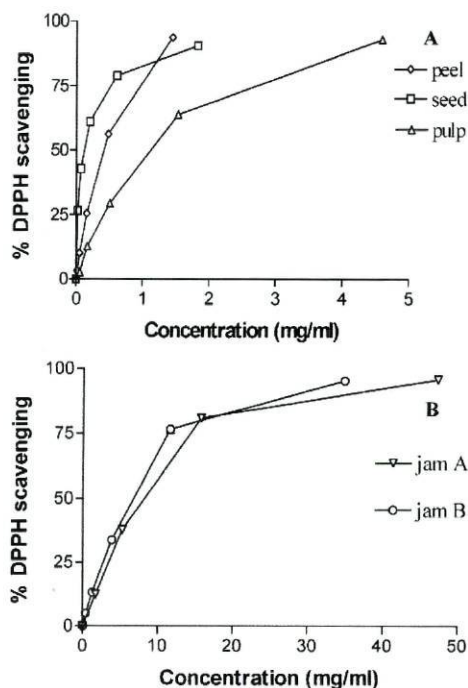 A
peel
seed
pulp
% DPPH scavenging
100
75
50
25
0
0 1 2 3 4 5
Concentration (mg/ml)
B
jam A
jam B
% DPPH scavenging
100
75
50
25
0
0 10 20 30 40 50
Concentration (mg/ml)